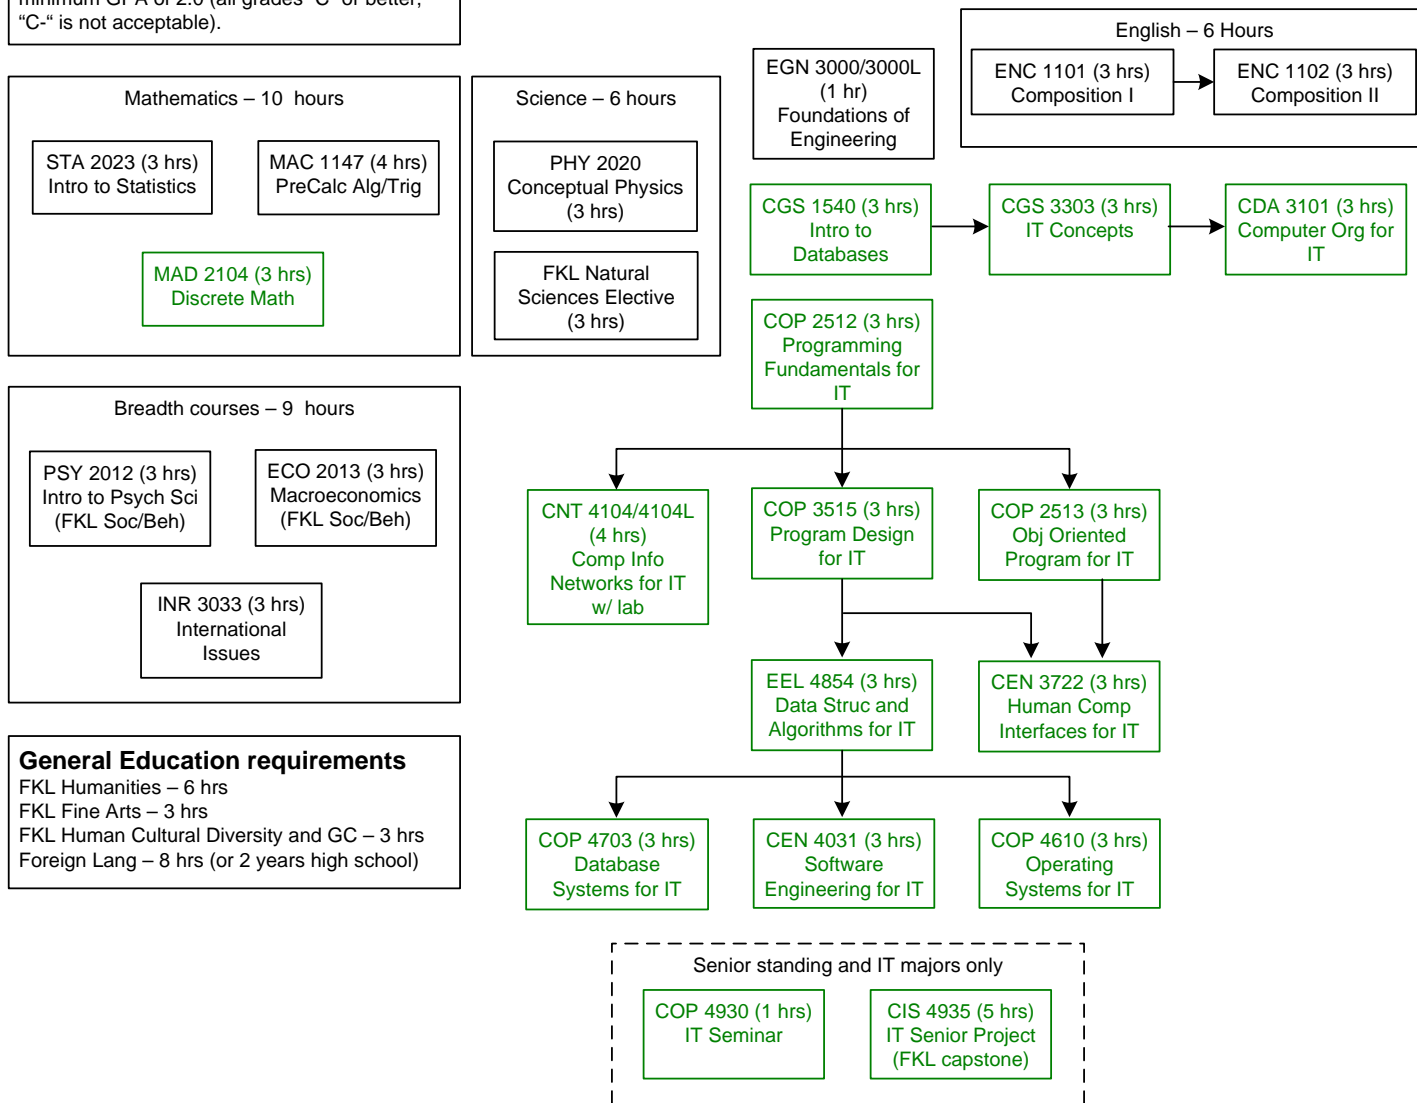 minimum GPA of 2.0 (all grades “C” or better,
“C-“ is not acceptable).
English – 6 Hours
ENC 1101 (3 hrs)
Composition I
ENC 1102 (3 hrs)
Composition II
EGN 3000/3000L
(1 hr)
Foundations of
Engineering
Mathematics – 10  hours
STA 2023 (3 hrs)
Intro to Statistics
MAC 1147 (4 hrs)
PreCalc Alg/Trig
MAD 2104 (3 hrs)
Discrete Math
Science – 6 hours
PHY 2020
Conceptual Physics
(3 hrs)
FKL Natural
Sciences Elective
(3 hrs)
CGS 1540 (3 hrs)
Intro to
Databases
CGS 3303 (3 hrs)
IT Concepts
CDA 3101 (3 hrs)
Computer Org for
IT
COP 2512 (3 hrs)
Programming
Fundamentals for
IT
Breadth courses – 9  hours
PSY 2012 (3 hrs)
Intro to Psych Sci
(FKL Soc/Beh)
ECO 2013 (3 hrs)
Macroeconomics
(FKL Soc/Beh)
INR 3033 (3 hrs)
International
Issues
CNT 4104/4104L
(4 hrs)
Comp Info
Networks for IT
w/ lab
COP 3515 (3 hrs)
Program Design
for IT
COP 2513 (3 hrs)
Obj Oriented
Program for IT
EEL 4854 (3 hrs)
Data Struc and
Algorithms for IT
CEN 3722 (3 hrs)
Human Comp
Interfaces for IT
General Education requirements
FKL Humanities – 6 hrs
FKL Fine Arts – 3 hrs
FKL Human Cultural Diversity and GC – 3 hrs
Foreign Lang – 8 hrs (or 2 years high school)
COP 4703 (3 hrs)
Database
Systems for IT
CEN 4031 (3 hrs)
Software
Engineering for IT
COP 4610 (3 hrs)
Operating
Systems for IT
Senior standing and IT majors only
COP 4930 (1 hrs)
IT Seminar
CIS 4935 (5 hrs)
IT Senior Project
(FKL capstone)